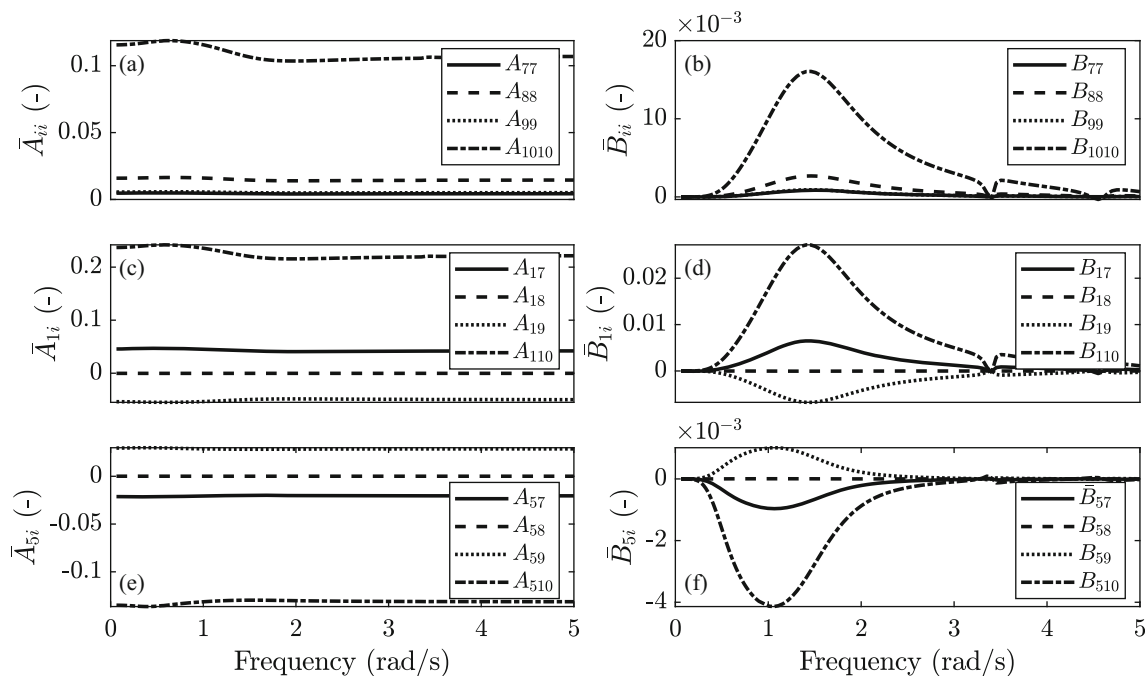 (a)
0.1
0.05
0
Āᵢᵢ (-)
A₇₇
A₈₈
A₉₉
A₁₀₁₀
×10⁻³
(b)
20
10
0
B̄ᵢᵢ (-)
B₇₇
B₈₈
B₉₉
B₁₀₁₀
(c)
0.2
0.1
0
Ā₁ᵢ (-)
A₁₇
A₁₈
A₁₉
A₁₁₀
(d)
0.02
0.01
0
B̄₁ᵢ (-)
B₁₇
B₁₈
B₁₉
B₁₁₀
(e)
0
-0.05
-0.1
Ā₅ᵢ (-)
A₅₇
A₅₈
A₅₉
A₅₁₀
0 1 2 3 4 5
Frequency (rad/s)
×10⁻³
(f)
0
-2
-4
B̄₅ᵢ (-)
B̄₅₇
B₅₈
B₅₉
B₅₁₀
0 1 2 3 4 5
Frequency (rad/s)